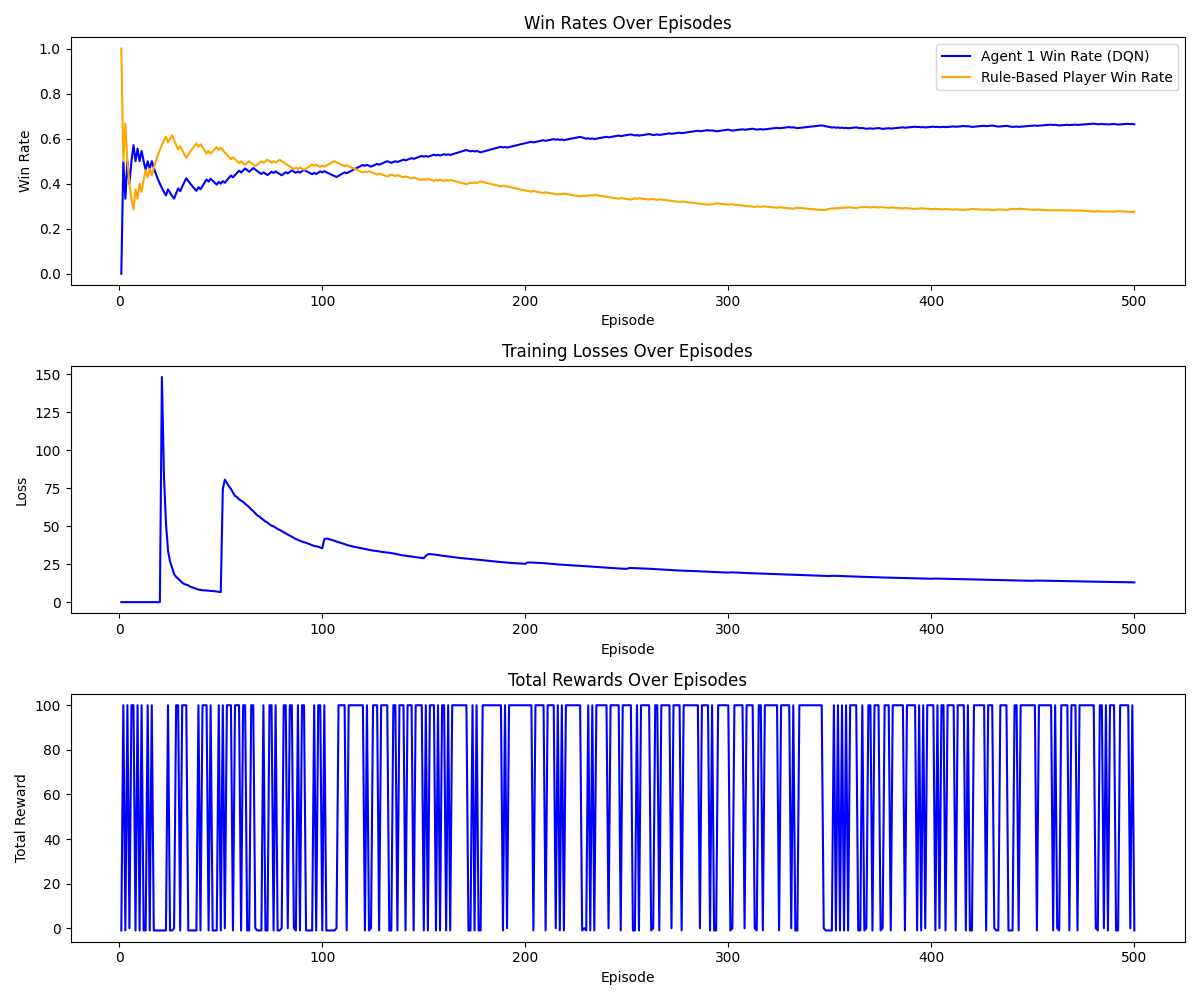 Win Rates Over Episodes
Win Rate
1.0
0.8
0.6
0.4
0.2
0.0
Agent 1 Win Rate (DQN)
Rule-Based Player Win Rate
0 100 200 300 400 500
Episode
Training Losses Over Episodes
Loss
150
125
100
75
50
25
0
0 100 200 300 400 500
Episode
Total Rewards Over Episodes
Total Reward
100
80
60
40
20
0
0 100 200 300 400 500
Episode